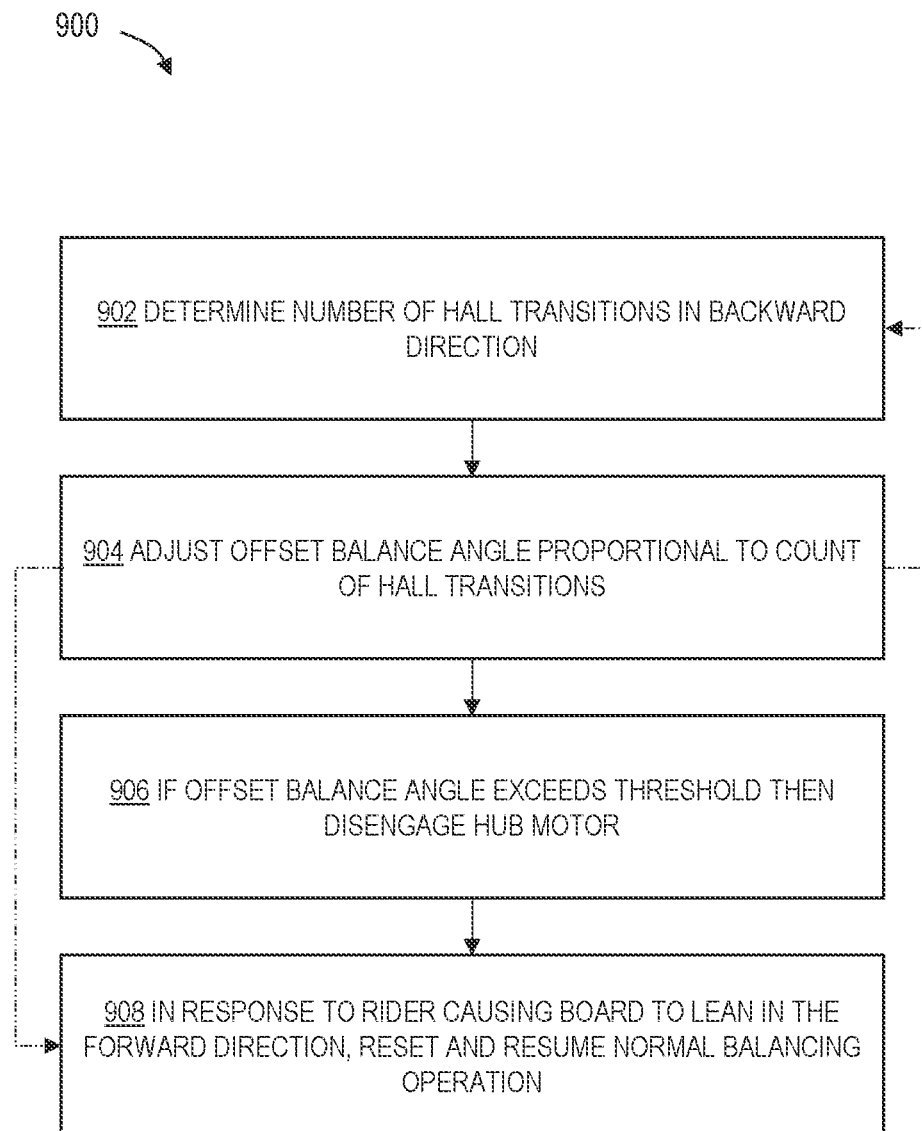 900
902 DETERMINE NUMBER OF HALL TRANSITIONS IN BACKWARD
DIRECTION
904 ADJUST OFFSET BALANCE ANGLE PROPORTIONAL TO COUNT
OF HALL TRANSITIONS
906 IF OFFSET BALANCE ANGLE EXCEEDS THRESHOLD THEN
DISENGAGE HUB MOTOR
908 IN RESPONSE TO RIDER CAUSING BOARD TO LEAN IN THE
FORWARD DIRECTION, RESET AND RESUME NORMAL BALANCING
OPERATION